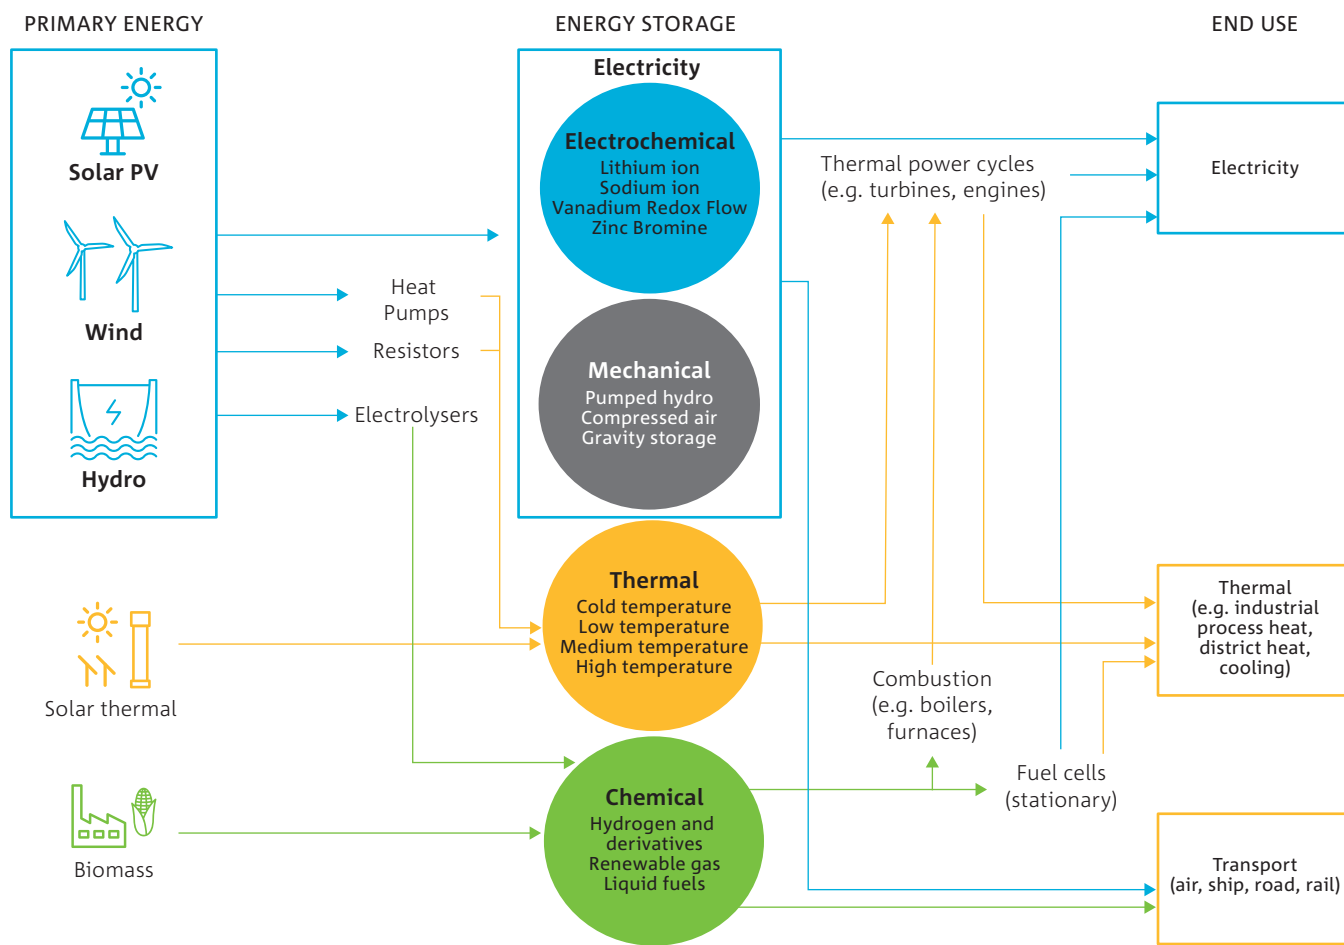 PRIMARY ENERGY
ENERGY STORAGE
END USE
Solar PV
Wind
Hydro
Solar thermal
Biomass
Heat
Pumps
Resistors
Electrolysers
Electricity
Electrochemical
Lithium ion
Sodium ion
Vanadium Redox Flow
Zinc Bromine
Mechanical
Pumped hydro
Compressed air
Gravity storage
Thermal
Cold temperature
Low temperature
Medium temperature
High temperature
Chemical
Hydrogen and
derivatives
Renewable gas
Liquid fuels
Thermal power cycles
(e.g. turbines, engines)
Combustion
(e.g. boilers,
furnaces)
Fuel cells
(stationary)
Electricity
Thermal
(e.g. industrial
process heat,
district heat,
cooling)
Transport
(air, ship, road, rail)